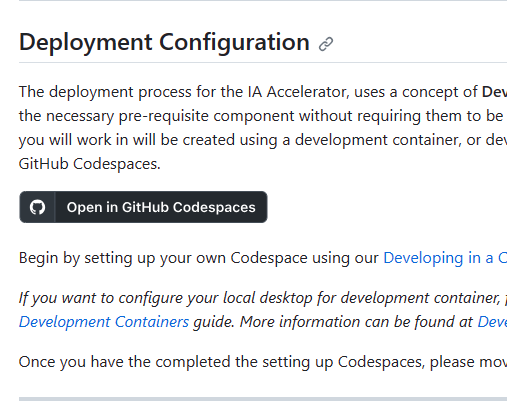 Deployment Configuration
The deployment process for the IA Accelerator, uses a concept of Dev
the necessary pre-requisite component without requiring them to be
you will work in will be created using a development container, or dev
GitHub Codespaces.
Open in GitHub Codespaces
Begin by setting up your own Codespace using our Developing in a C
If you want to configure your local desktop for development container,
Development Containers guide. More information can be found at Deve
Once you have the completed the setting up Codespaces, please mov